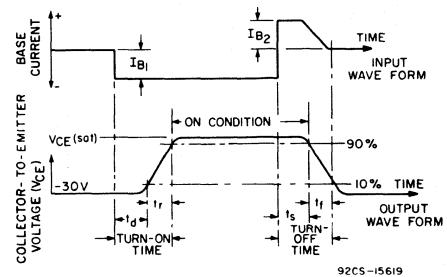 +
BASE
CURRENT
-
IB1
IB2
TIME
INPUT
WAVE FORM
ON CONDITION
COLLECTOR-TO-EMITTER
VOLTAGE (VCE)
VCE(sat)
-30V
90%
10% TIME
OUTPUT
WAVE FORM
td
tr
ts
tf
TURN-ON
TIME
TURN-
OFF
TIME
92CS-15619